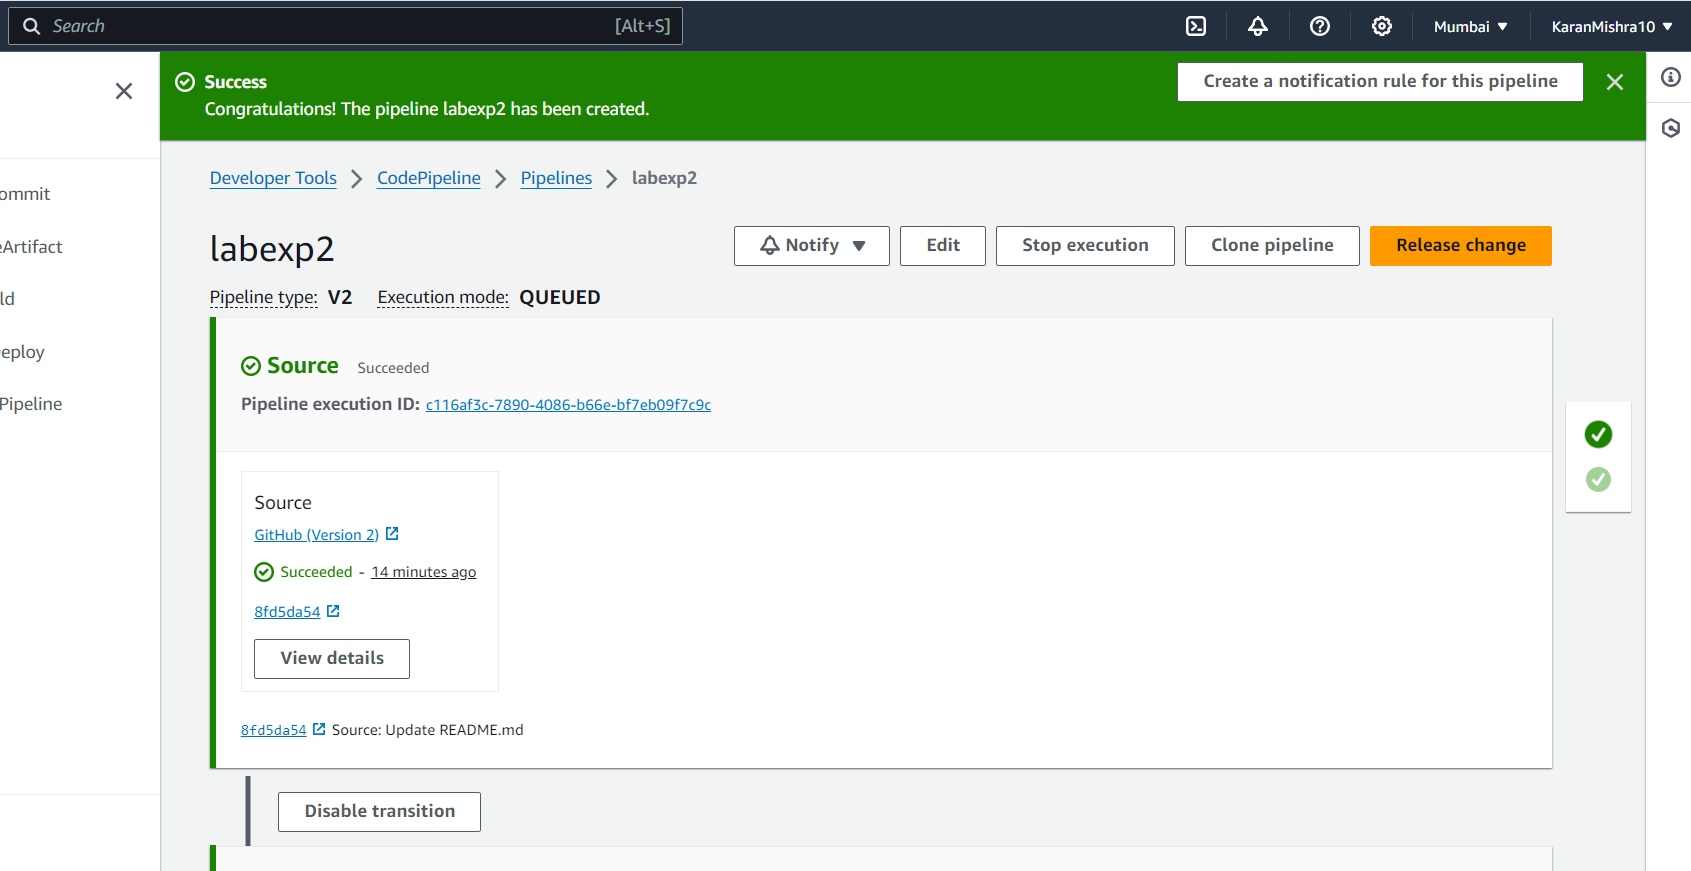 Search [Alt+S] Mumbai KaranMishra10
Success
Create a notification rule for this pipeline
Congratulations! The pipeline labexp2 has been created.
ommit
eArtifact
ld
eploy
Pipeline
Developer Tools CodePipeline Pipelines labexp2
labexp2
Notify Edit Stop execution Clone pipeline Release change
Pipeline type: V2 Execution mode: QUEUED
Source Succeeded
Pipeline execution ID: c116af3c-7890-4086-b66e-bf7eb09f7c9c
Source
GitHub (Version 2)
Succeeded - 14 minutes ago
8fd5da54
View details
8fd5da54 Source: Update README.md
Disable transition